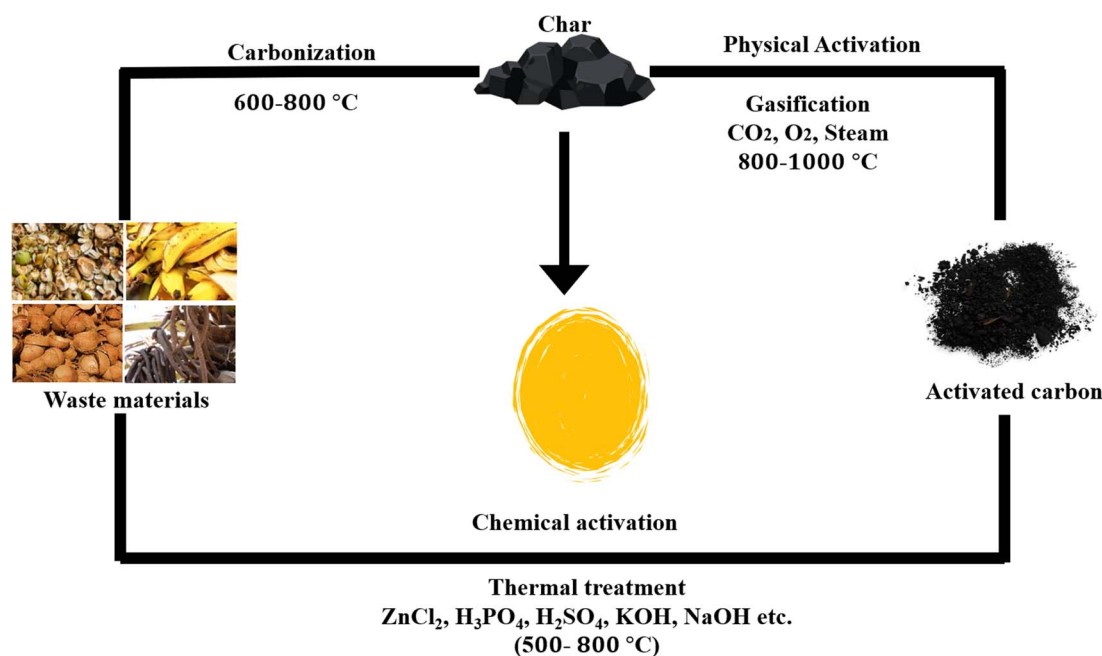 Char
Carbonization
600-800 °C
Physical Activation
Gasification
CO₂, O₂, Steam
800-1000 °C
Waste materials
Activated carbon
Chemical activation
Thermal treatment
ZnCl₂, H₃PO₄, H₂SO₄, KOH, NaOH etc.
(500- 800 °C)